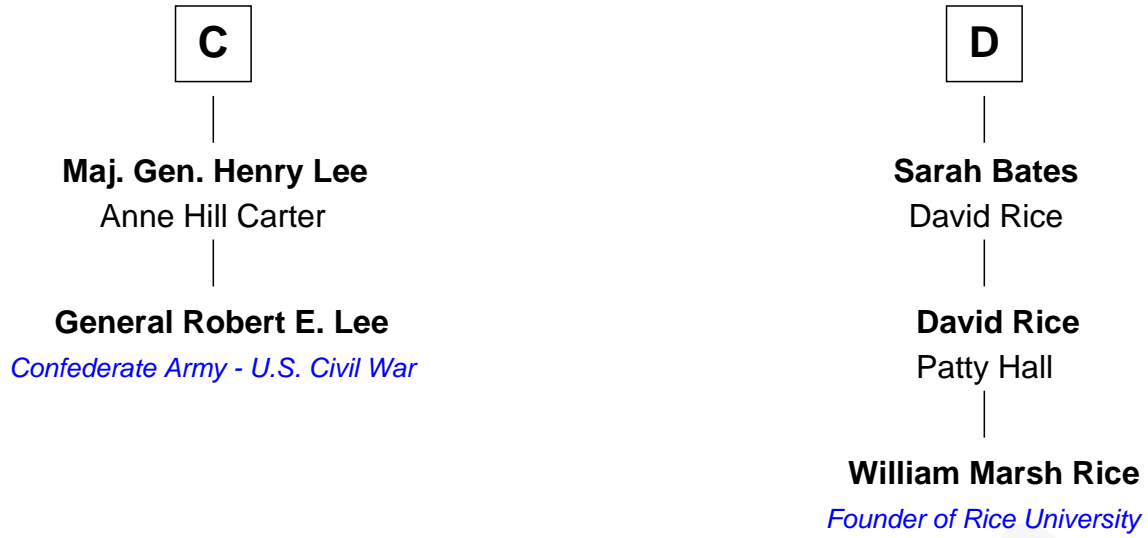 C
Maj. Gen. Henry Lee
Anne Hill Carter
General Robert E. Lee
Confederate Army - U.S. Civil War
D
Sarah Bates
David Rice
David Rice
Patty Hall
William Marsh Rice
Founder of Rice University